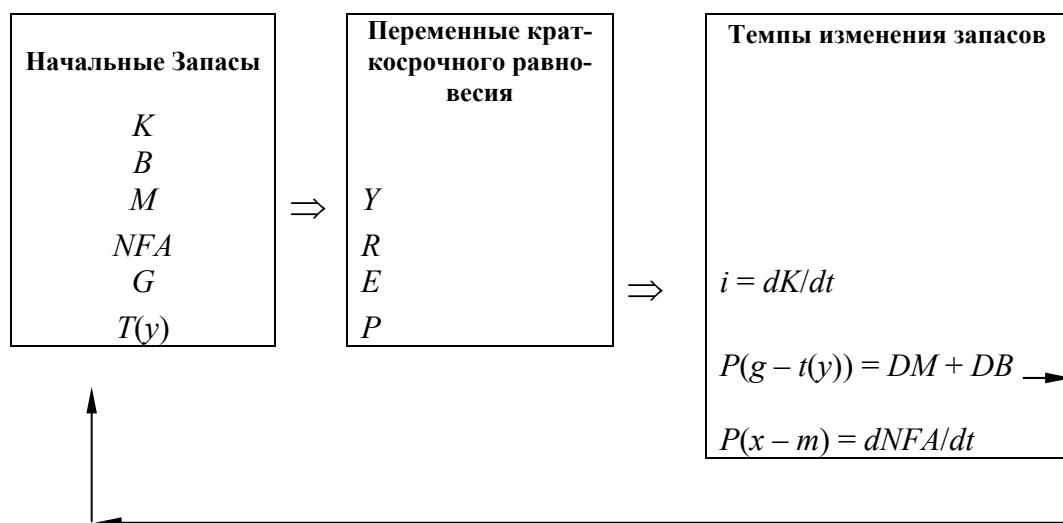 Начальные Запасы
K
B
M
NFA
G
T(y)
⇒
Переменные крат-
косрочного равно-
весия
Y
R
E
P
⇒
Темпы изменения запасов
i = dK/dt
P(g – t(y)) = DM + DB
P(x – m) = dNFA/dt